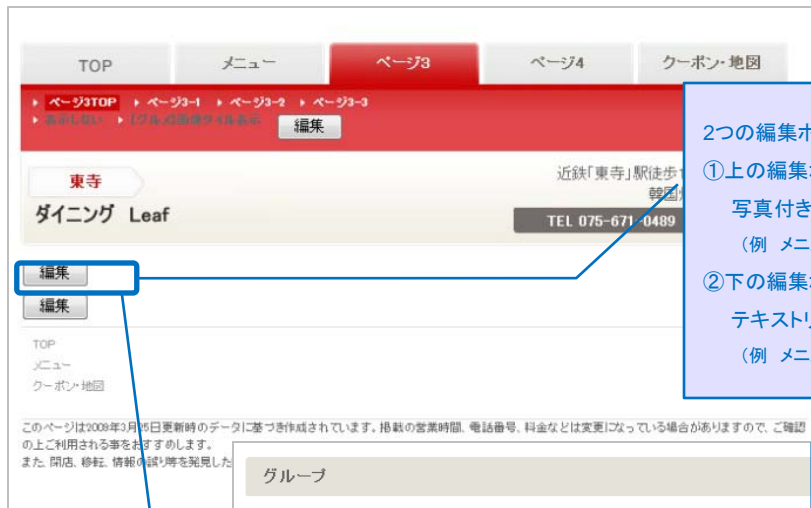 TOP
メニュー
ページ3
ページ4
クーポン・地図
ページ3TOP ページ3-1 ページ3-2 ページ3-3
表示しない
編集
東寺
近鉄「東寺」駅徒歩
韓国
ダイニング Leaf
TEL 075-671-0489
2つの編集ボ
①上の編集
写真付き
（例 メニ
②下の編集
テキストリ
（例 メニ
編集
編集
TOP
メニュー
クーポン・地図
このページは2009年3月25日更新時のデータに基づき作成されています。掲載の営業時間、電話番号、料金などは変更になっている場合がありますので、ご確認
の上ご利用される事をおすすめします。
また、閉店、移転、情報の誤り等を発見した
グループ